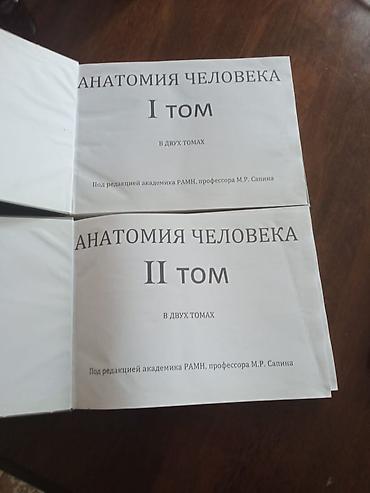 АНАТОМИЯ ЧЕЛОВЕКА
I том
В ДВУХ ТОМАХ
Под редакцией академика РАМН, профессора М.Р. Сапина
АНАТОМИЯ ЧЕЛОВЕКА
II том
В ДВУХ ТОМАХ
Под редакцией академика РАМН, профессора М.Р. Сапина